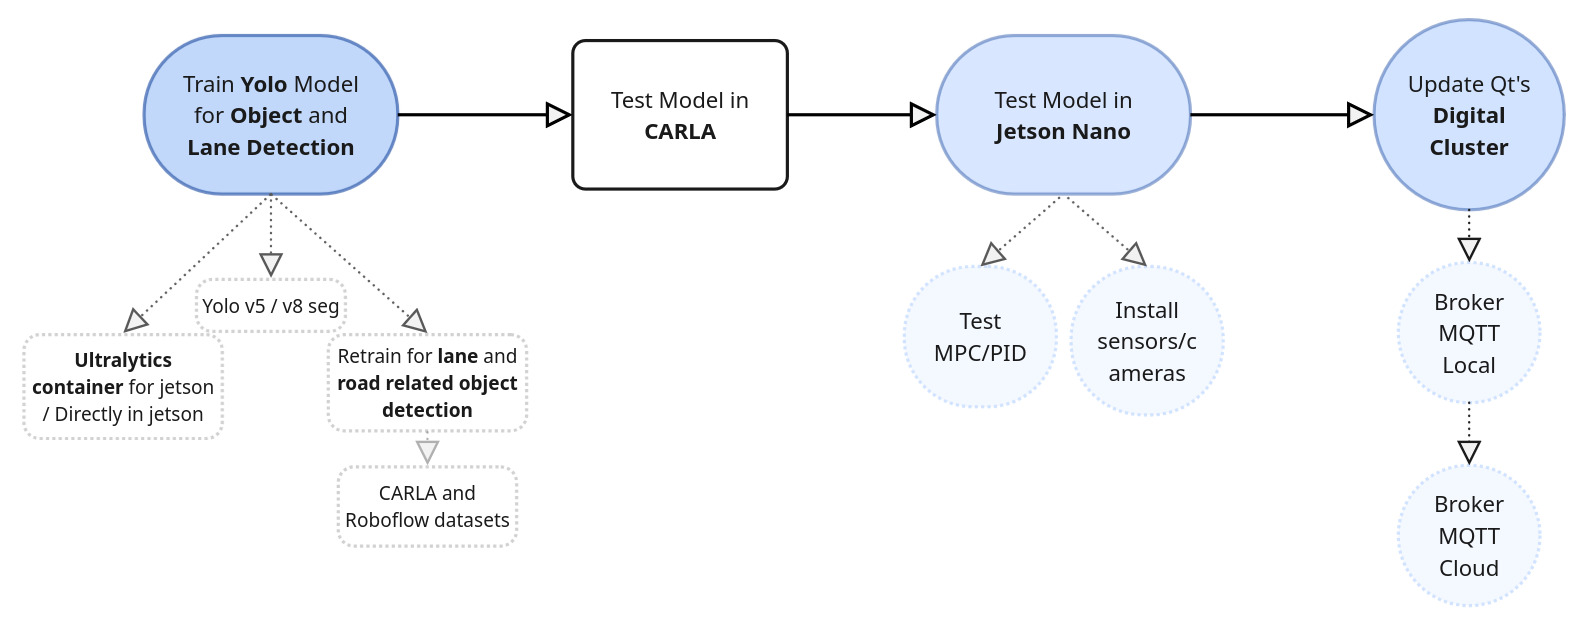 Train Yolo Model
for Object and
Lane Detection
Test Model in
CARLA
Test Model in
Jetson Nano
Update Qt's
Digital
Cluster
Yolo v5 / v8 seg
Ultralytics
container for jetson
/ Directly in jetson
Retrain for lane and
road related object
detection
CARLA and
Roboflow datasets
Test
MPC/PID
Install
sensors/c
ameras
Broker
MQTT
Local
Broker
MQTT
Cloud